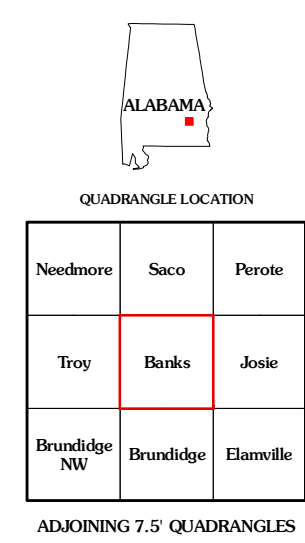 ALABAMA
QUADRANGLE LOCATION
Needmore Saco Perote
Troy Banks Josie
Brundidge
NW
Brundidge Elamville
ADJOINING 7.5' QUADRANGLES